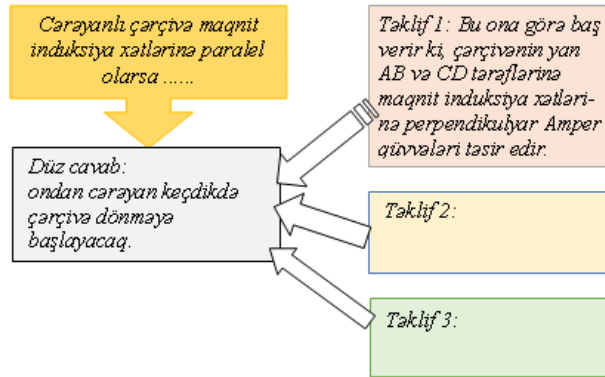 Cərəyanlı çərçivə maqnit
induksiya xətlərinə paralel
olarsa ......
Düz cavab:
ondan cərəyan keçdikdə
çərçivə dönməyə
başlayacaq.
Təklif 1: Bu ona görə baş
verir ki, çərçivənin yan
AB və CD tərəflərinə
maqnit induksiya xətləri-
nə perpendikulyar Amper
qüvvələri təsir edir.
Təklif 2:
Təklif 3: